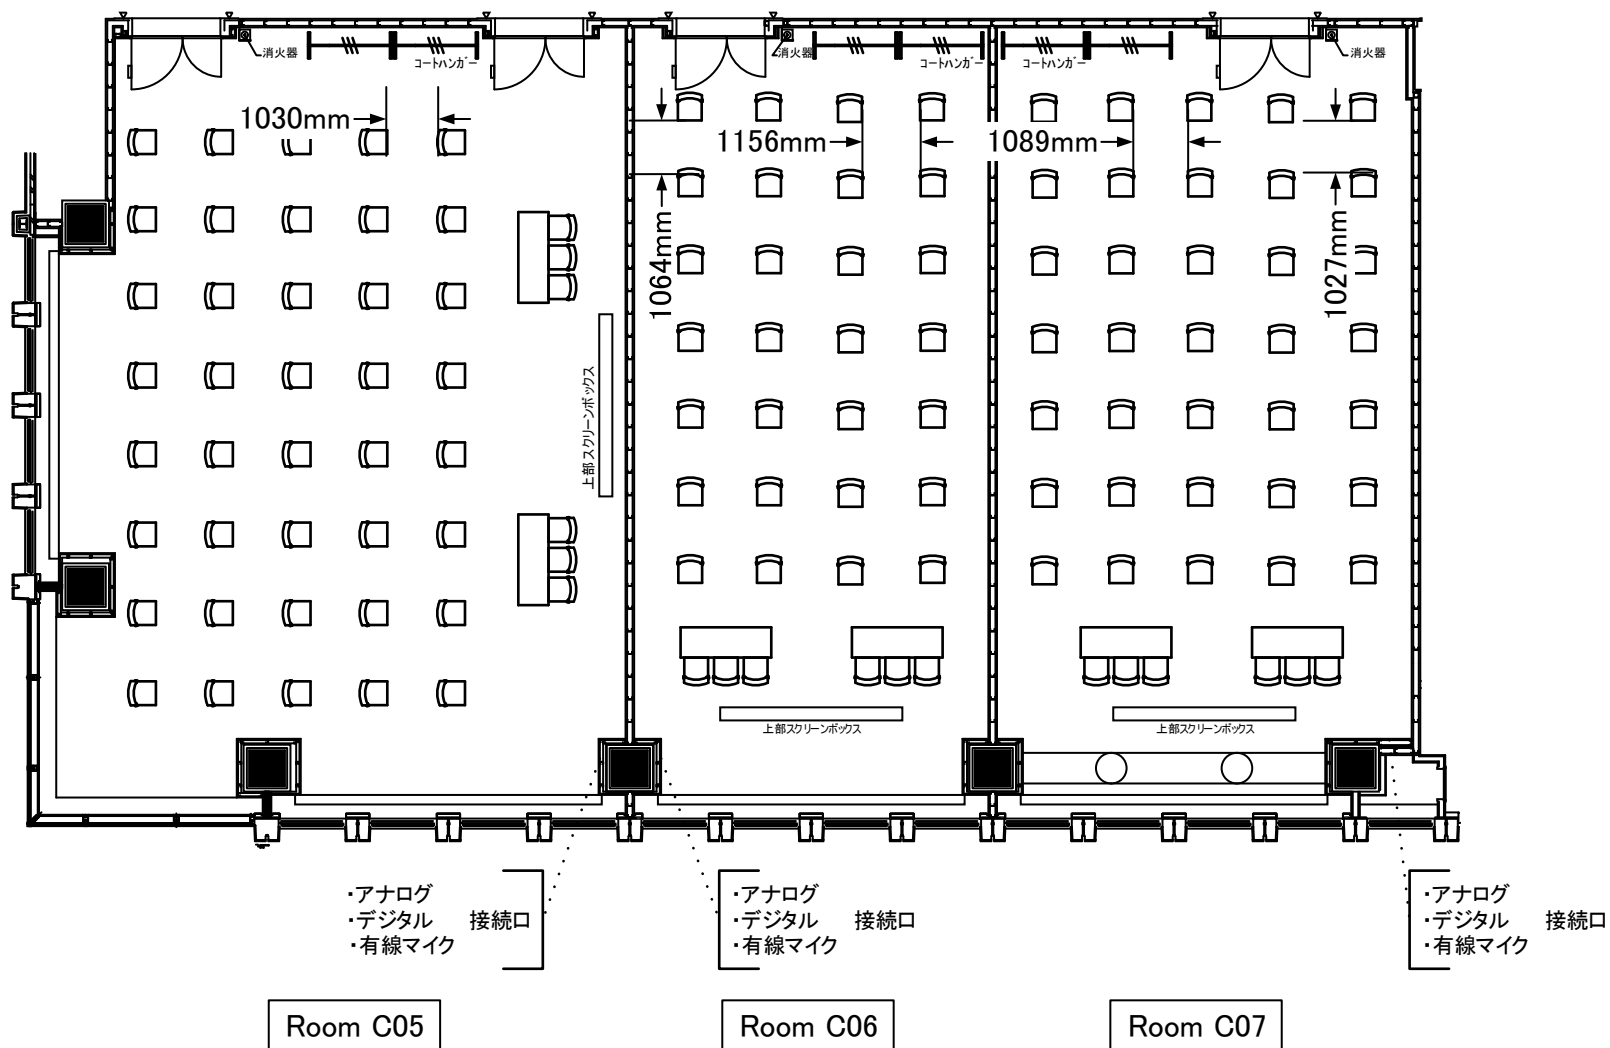 消火器
コートハンガー
消火器
コートハンガー
コートハンガー
消火器
1030mm
1156mm
1089mm
1064mm
1027mm
上部スクリーンボックス
上部スクリーンボックス
上部スクリーンボックス
・アナログ
・デジタル 接続口
・有線マイク
・アナログ
・デジタル 接続口
・有線マイク
・アナログ
・デジタル 接続口
・有線マイク
Room C05
Room C06
Room C07